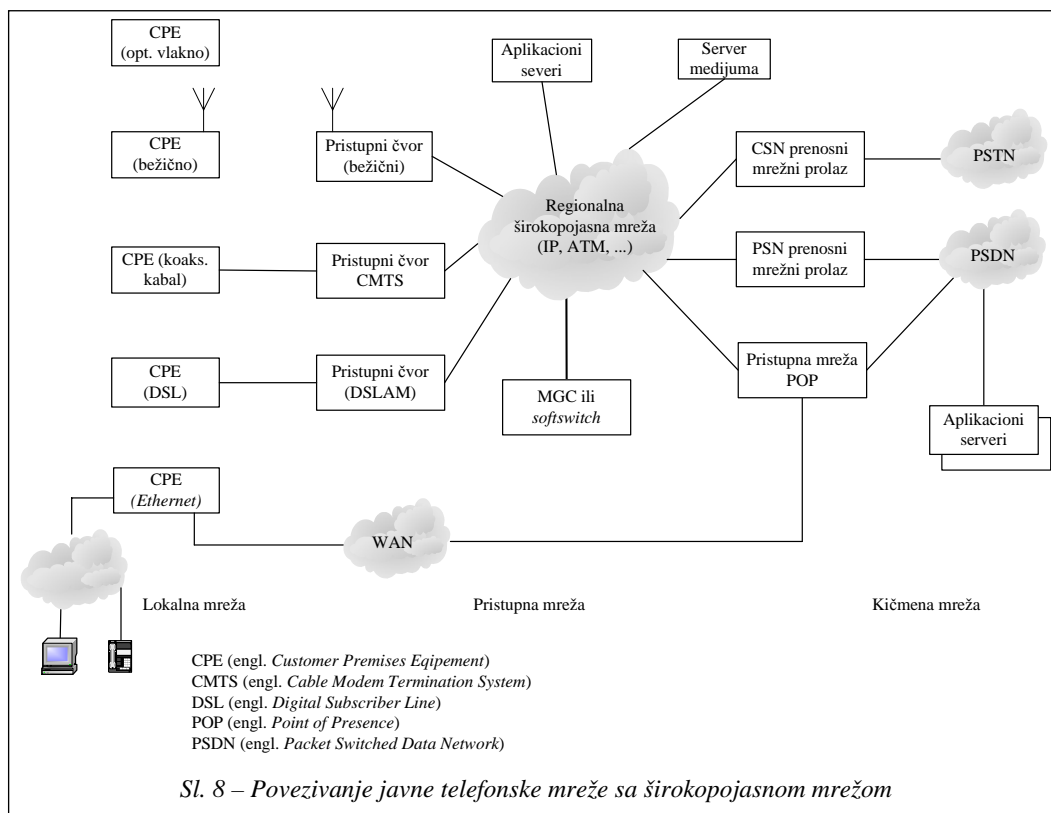 CPE
(opt. vlakno)
Aplikacioni
severi
Server
medijuma
CPE
(bežično)
Pristupni čvor
(bežični)
CSN prenosni
mrežni prolaz
PSTN
Regionalna
širokopojasna mreža
(IP, ATM, ...)
CPE (koaks.
kabal)
Pristupni čvor
CMTS
PSN prenosni
mrežni prolaz
PSDN
CPE
(DSL)
Pristupni čvor
(DSLAM)
MGC ili
softswitch
Pristupna mreža
POP
Aplikacioni
serveri
CPE
(Ethernet)
WAN
Lokalna mreža
Pristupna mreža
Kičmena mreža
CPE (engl. Customer Premises Eqipement)
CMTS (engl. Cable Modem Termination System)
DSL (engl. Digital Subscriber Line)
POP (engl. Point of Presence)
PSDN (engl. Packet Switched Data Network)
Sl. 8 – Povezivanje javne telefonske mreže sa širokopojasnom mrežom